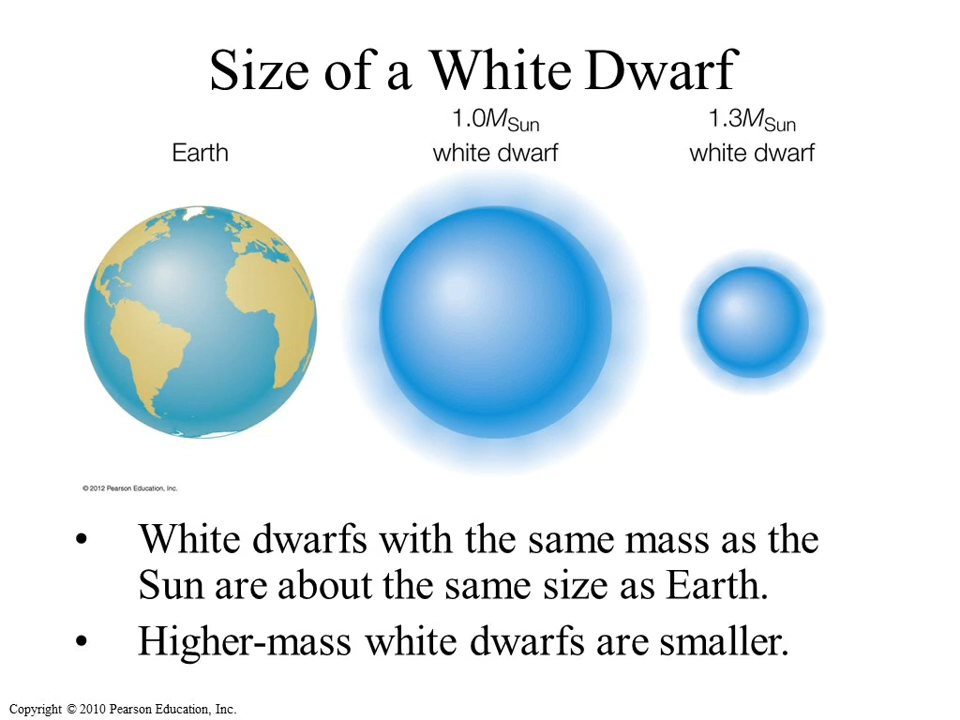 Size of a White Dwarf
Earth
1.0MSun
white dwarf
1.3MSun
white dwarf
© 2012 Pearson Education, Inc.
• White dwarfs with the same mass as the
Sun are about the same size as Earth.
• Higher-mass white dwarfs are smaller.
Copyright © 2010 Pearson Education, Inc.